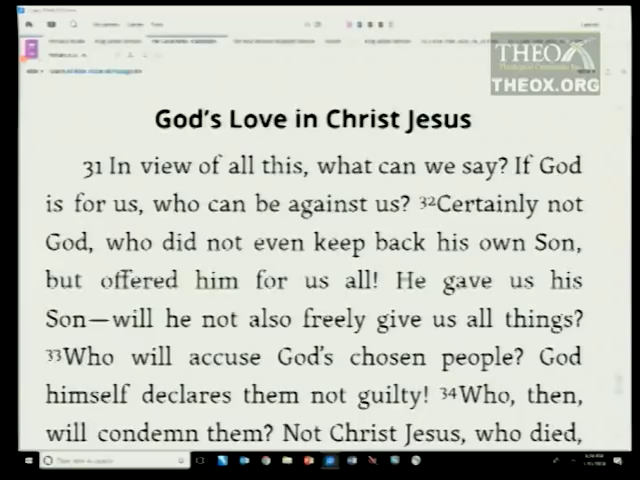 THEOX
THEOX.ORG
God's Love in Christ Jesus
31 In view of all this, what can we say? If God
is for us, who can be against us? 32Certainly not
God, who did not even keep back his own Son,
but offered him for us all! He gave us his
Son—will he not also freely give us all things?
33Who will accuse God's chosen people? God
himself declares them not guilty! 34Who, then,
will condemn them? Not Christ Jesus, who died,